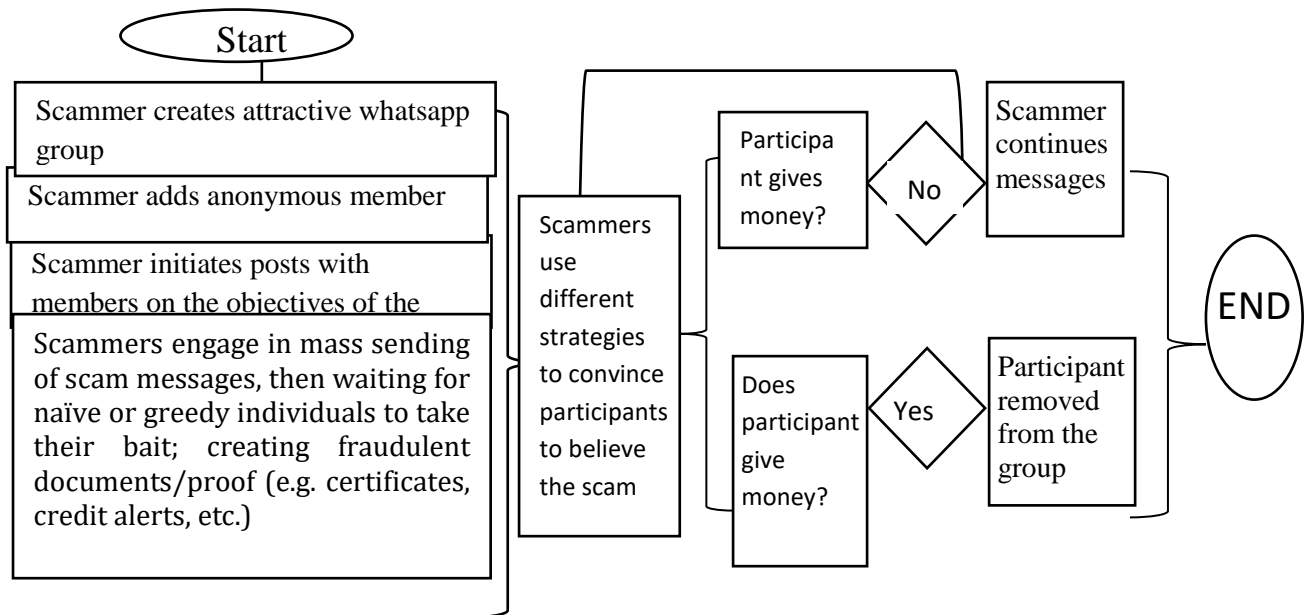 Start
Scammer creates attractive whatsapp
group
Scammer adds anonymous member
Scammer initiates posts with
members on the objectives of the
Scammers engage in mass sending
of scam messages, then waiting for
naïve or greedy individuals to take
their bait; creating fraudulent
documents/proof (e.g. certificates,
credit alerts, etc.)
Scammers
use
different
strategies
to convince
participants
to believe
the scam
Participa
nt gives
money?
No
Scammer
continues
messages
Does
participant
give
money?
Yes
Participant
removed
from the
group
END